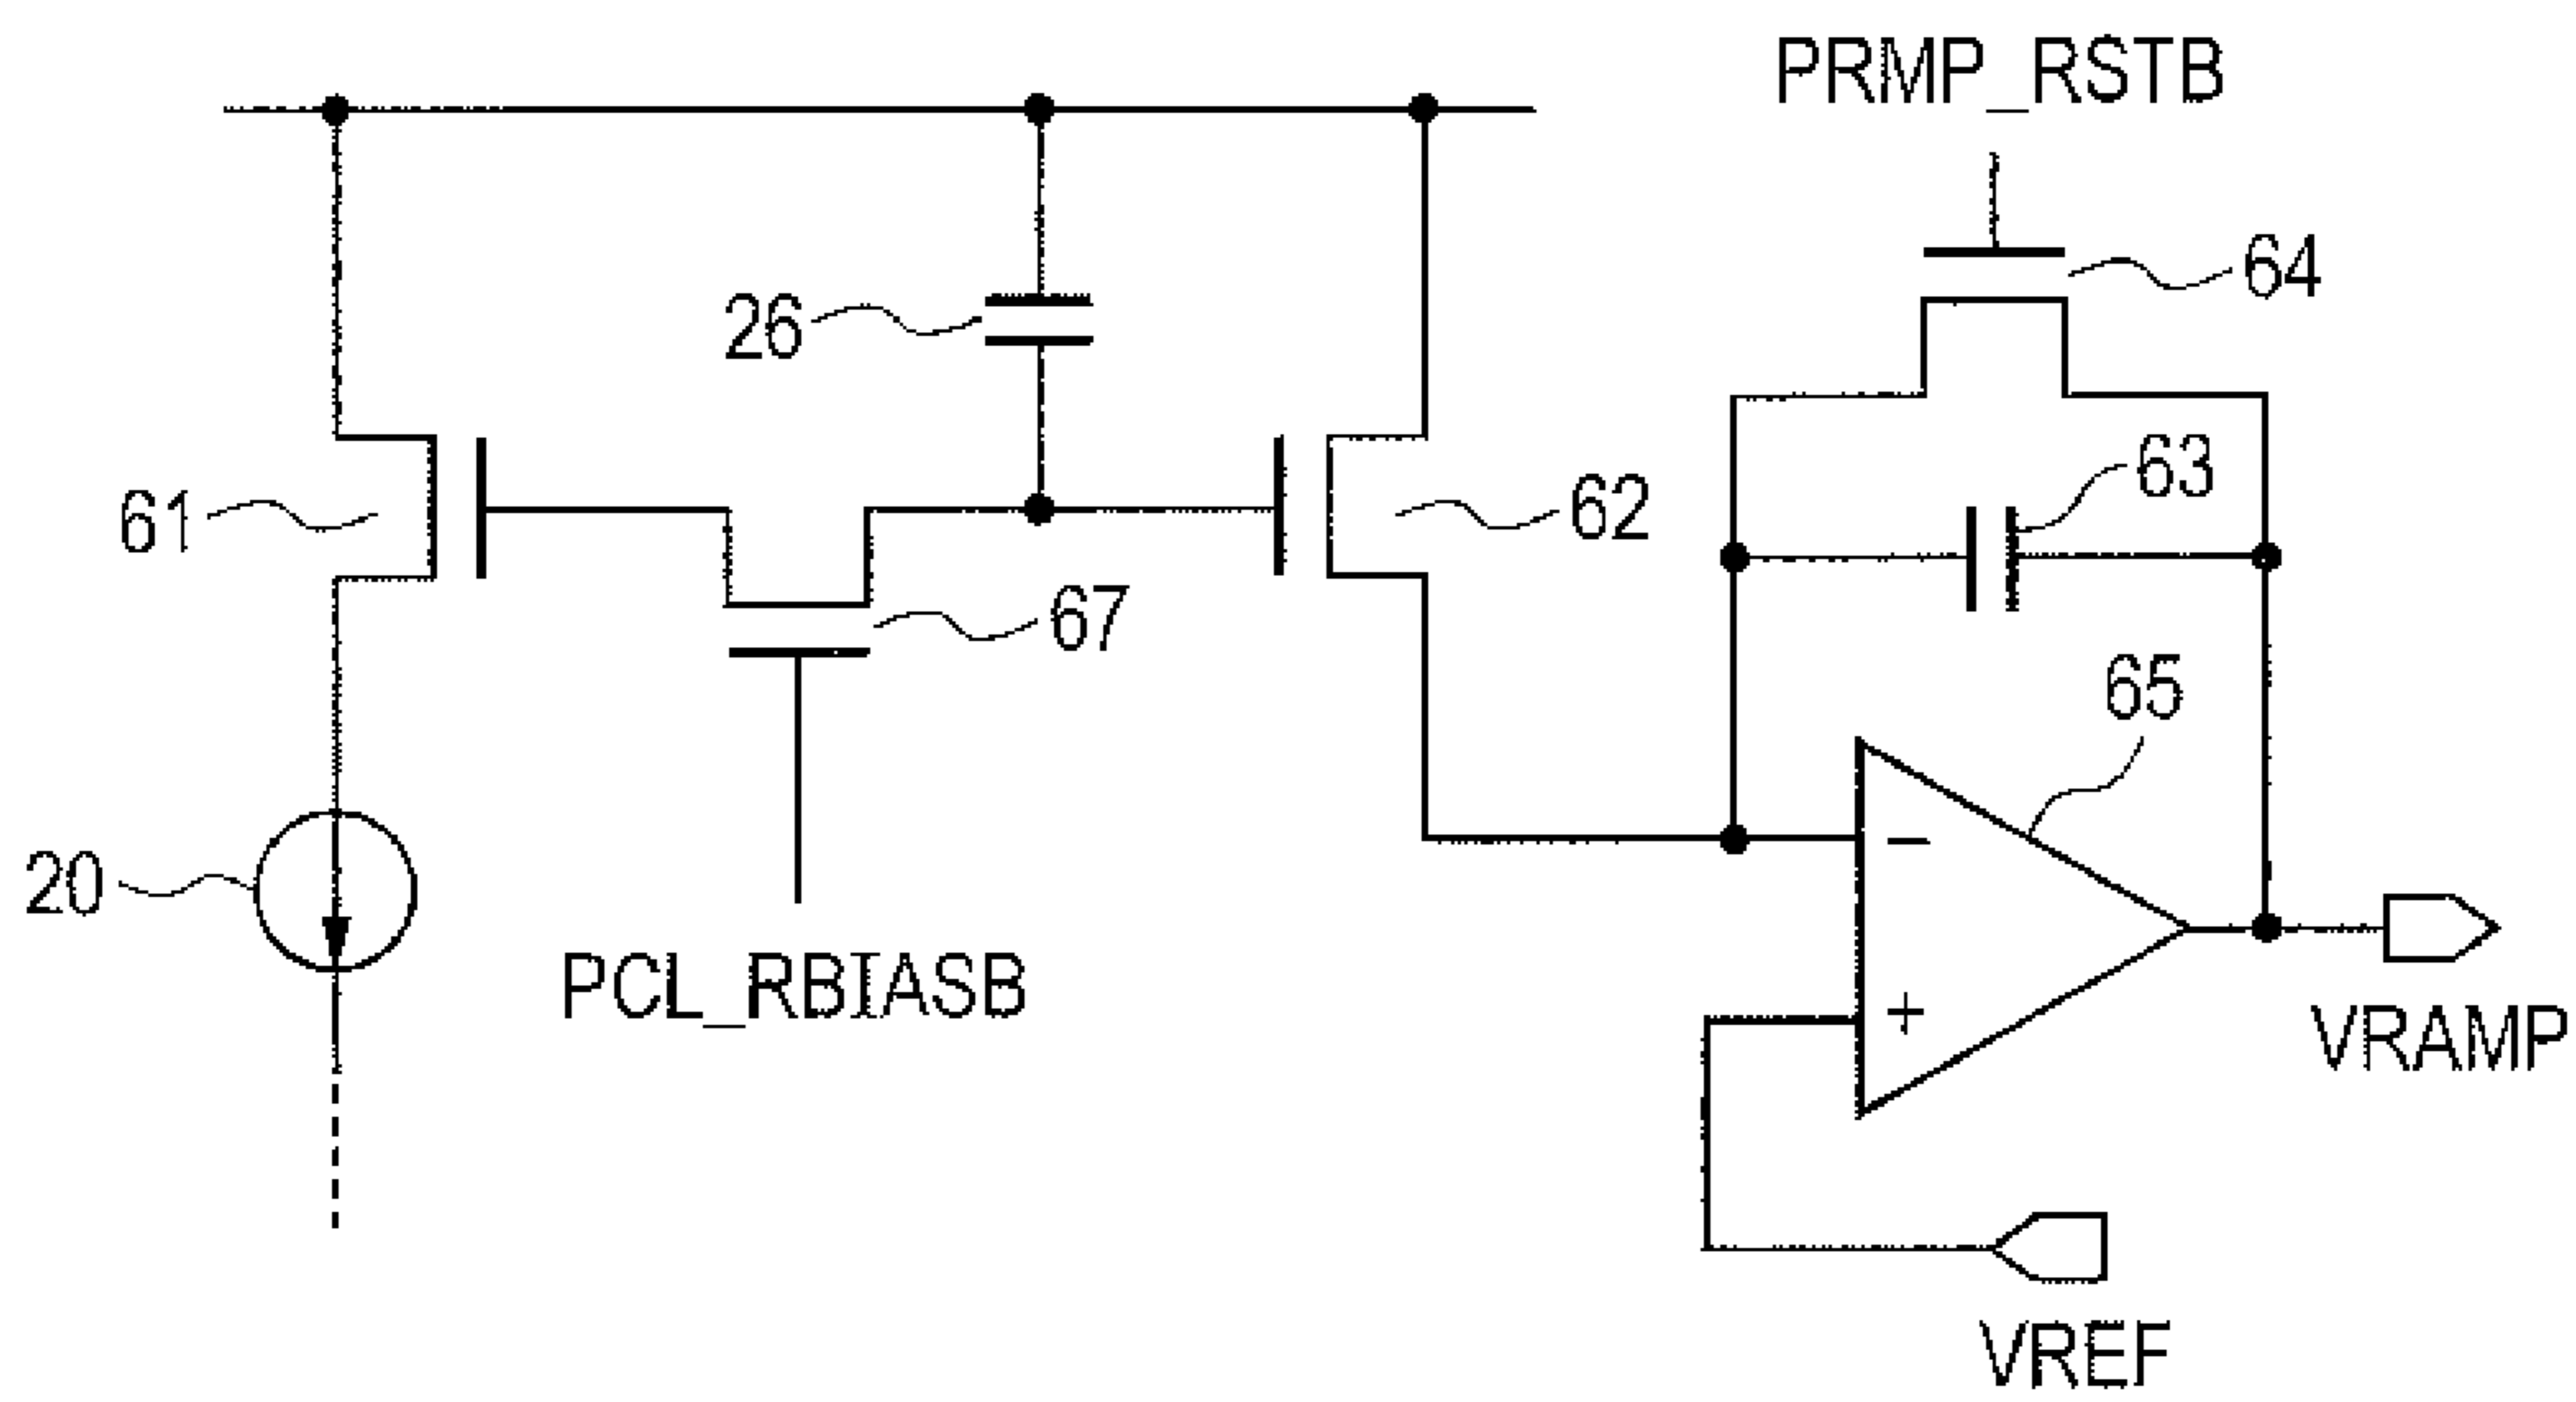 PRMP_RSTB
64
26
63
61
62
67
65
20
PCL_RBIASB
-
+
VRAMP
VREF